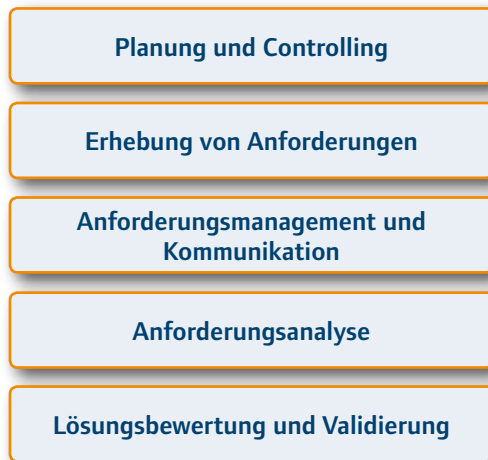 Planung und Controlling
Erhebung von Anforderungen
Anforderungsmanagement und
Kommunikation
Anforderungsanalyse
Lösungsbewertung und Validierung